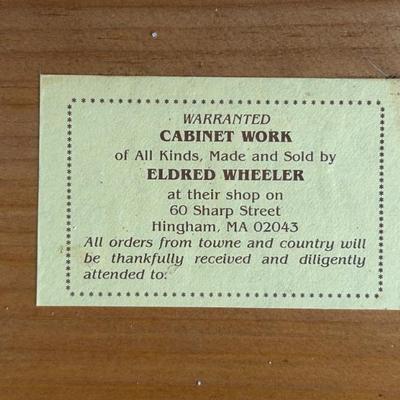 WARRANTED
CABINET WORK
of All Kinds, Made and Sold by
ELDRED WHEELER
at their shop on
60 Sharp Street
Hingham, MA 02043
All orders from towne and country will
be thankfully received and diligently
attended to.